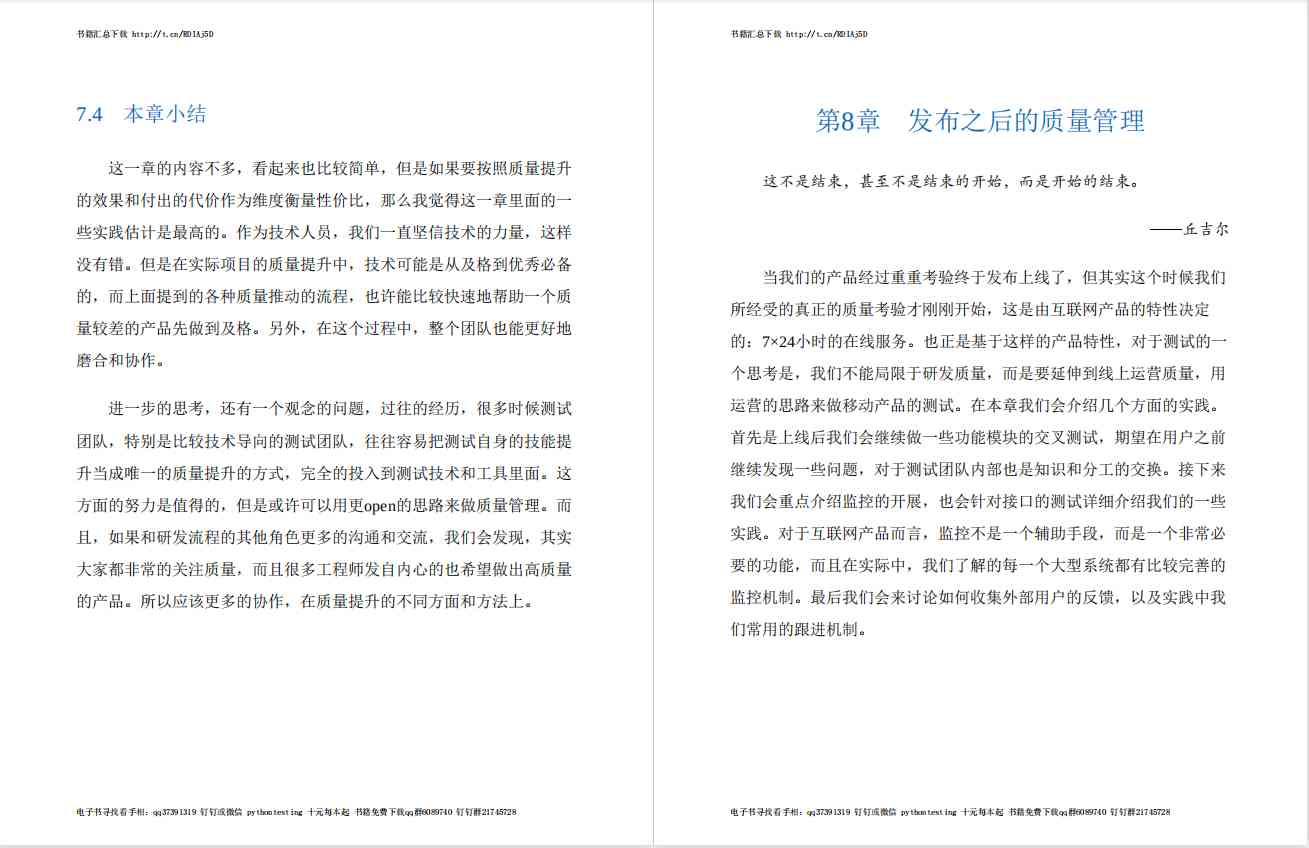 书籍汇总下载 http://t.cn/RDIAj5D
7.4 本章小结
这一章的内容不多，看起来也比较简单，但是如果要按照质量提升
的效果和付出的代价作为维度衡量性价比，那么我觉得这一章里面的一
些实践估计是最高的。作为技术人员，我们一直坚信技术的力量，这样
没有错。但是在实际项目的质量提升中，技术可能是从及格到优秀必备
的，而上面提到的各种质量推动的流程，也许能比较快速地帮助一个质
量较差的产品先做到及格。另外，在这个过程中，整个团队也能更好地
磨合和协作。
进一步的思考，还有一个观念的问题，过往的经历，很多时候测试
团队，特别是比较技术导向的测试团队，往往容易把测试自身的技能提
升当成唯一的质量提升的方式，完全的投入到测试技术和工具里面。这
方面的努力是值得的，但是或许可以用更open的思路来做质量管理。而
且，如果和研发流程的其他角色更多的沟通和交流，我们会发现，其实
大家都非常的关注质量，而且很多工程师发自内心的也希望做出高质量
的产品。所以应该更多的协作，在质量提升的不同方面和方法上。
电子书寻找看手相：qq37391319 钉钉或微信 pythontesting 十元每本起 书籍免费下载qq群6089740 钉钉群21745728
书籍汇总下载 http://t.cn/RDIAj5D
第8章 发布之后的质量管理
这不是结束，甚至不是结束的开始，而是开始的结束。
——丘吉尔
当我们的产品经过重重考验终于发布上线了，但其实这个时候我们
所经受的真正的质量考验才刚刚开始，这是由互联网产品的特性决定
的：7×24小时的在线服务。也正是基于这样的产品特性，对于测试的一
个思考是，我们不能局限于研发质量，而是要延伸到线上运营质量，用
运营的思路来做移动产品的测试。在本章我们会介绍几个方面的实践。
首先是上线后我们会继续做一些功能模块的交叉测试，期望在用户之前
继续发现一些问题，对于测试团队内部也是知识和分工的交换。接下来
我们会重点介绍监控的开展，也会针对接口的测试详细介绍我们的一些
实践。对于互联网产品而言，监控不是一个辅助手段，而是一个非常必
要的功能，而且在实际中，我们了解的每一个大型系统都有比较完善的
监控机制。最后我们会来讨论如何收集外部用户的反馈，以及实践中我
们常用的跟进机制。
电子书寻找看手相：qq37391319 钉钉或微信 pythontesting 十元每本起 书籍免费下载qq群6089740 钉钉群21745728